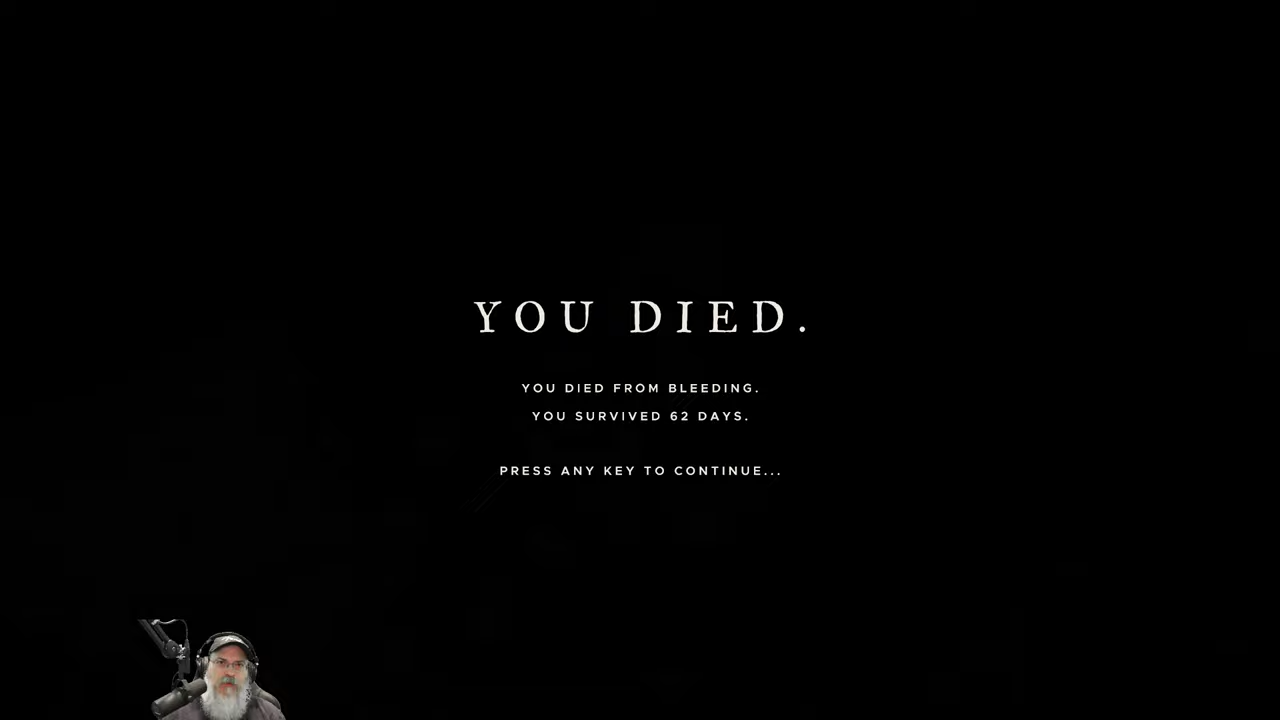 YOU DIED.
YOU DIED FROM BLEEDING.
YOU SURVIVED 62 DAYS.
PRESS ANY KEY TO CONTINUE...